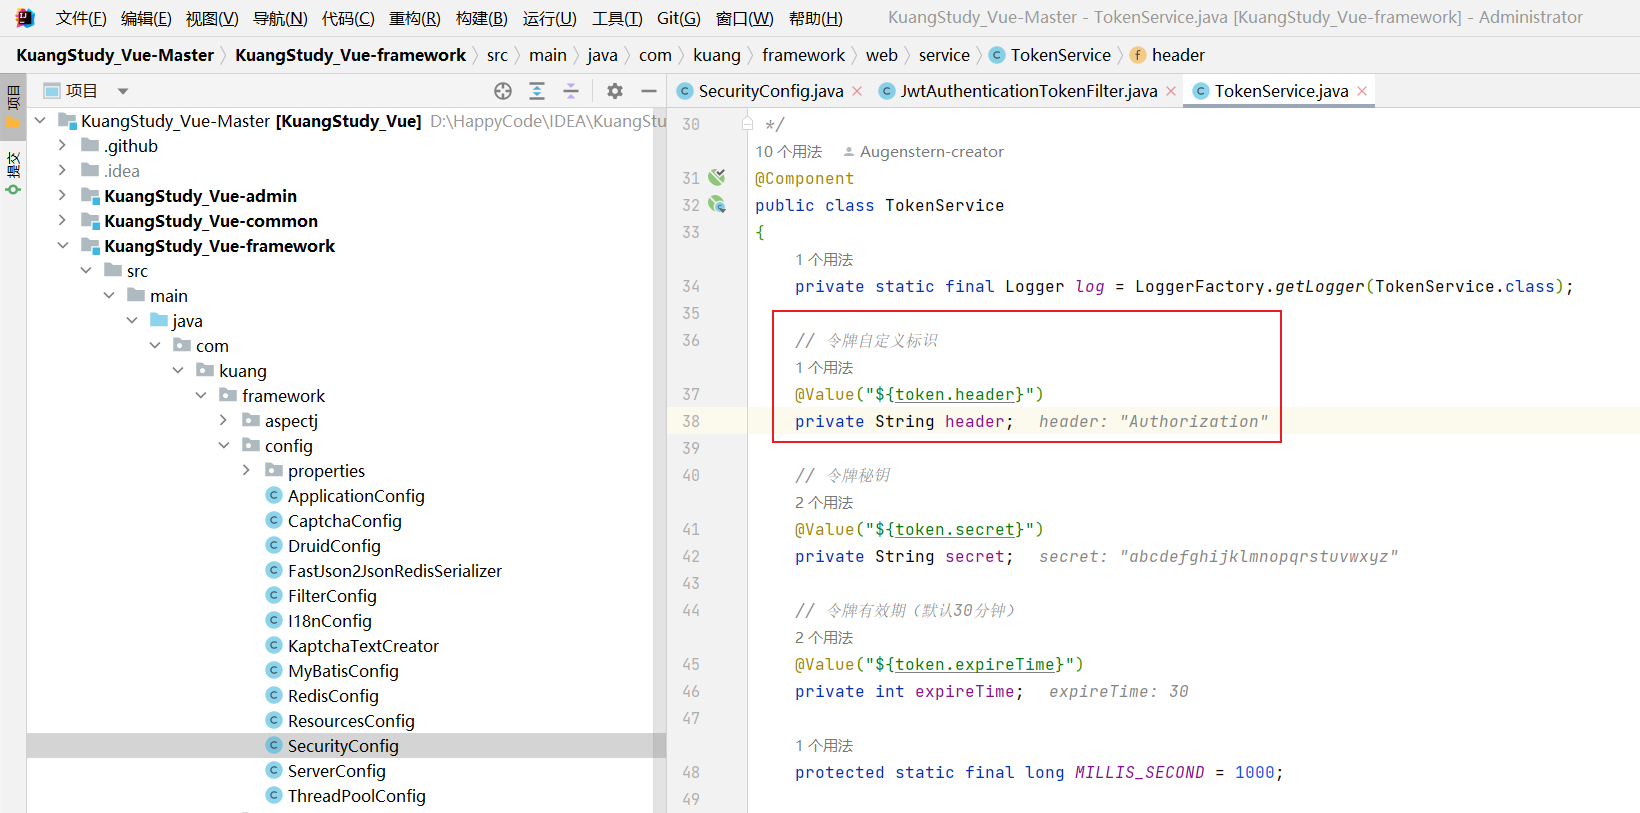 文件(F) 编辑(E) 视图(V) 导航(N) 代码(C) 重构(R) 构建(B) 运行(U) 工具(T) Git(G) 窗口(W) 帮助(H) KuangStudy_Vue-Master - TokenService.java [KuangStudy_Vue-framework] - Administrator
KuangStudy_Vue-Master KuangStudy_Vue-framework src main java com kuang framework web service TokenService header
项目
提交
项目
KuangStudy_Vue-Master [KuangStudy_Vue] D:\HappyCode\IDEA\KuangStu
.github
.idea
KuangStudy_Vue-admin
KuangStudy_Vue-common
KuangStudy_Vue-framework
src
main
java
com
kuang
framework
aspectj
config
properties
ApplicationConfig
CaptchaConfig
DruidConfig
FastJson2JsonRedisSerializer
FilterConfig
I18nConfig
KaptchaTextCreator
MyBatisConfig
RedisConfig
ResourcesConfig
SecurityConfig
ServerConfig
ThreadPoolConfig
SecurityConfig.java JwtAuthenticationTokenFilter.java TokenService.java
30 */
10 个用法 Augenstern-creator
31 @Component
32 public class TokenService
33 {
1 个用法
34 private static final Logger log = LoggerFactory.getLogger(TokenService.class);
35
36 // 令牌自定义标识
1 个用法
37 @Value("${token.header}")
38 private String header; header: "Authorization"
39
40 // 令牌秘钥
2 个用法
41 @Value("${token.secret}")
42 private String secret; secret: "abcdefghijklmnopqrstuvwxyz"
43
44 // 令牌有效期（默认30分钟）
2 个用法
45 @Value("${token.expireTime}")
46 private int expireTime; expireTime: 30
47
1 个用法
48 protected static final long MILLIS_SECOND = 1000;
49